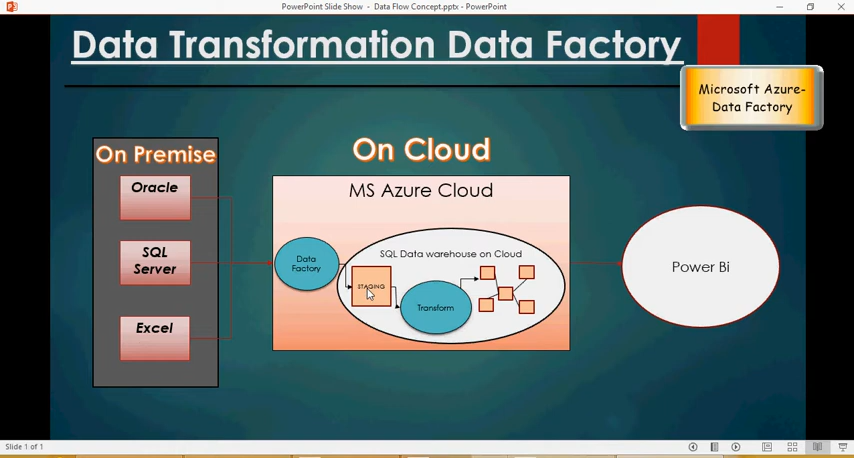 PowerPoint Slide Show - Data Flow Concept.pptx - PowerPoint
Data Transformation Data Factory
Microsoft Azure-
Data Factory
On Premise
Oracle
SQL
Server
Excel
On Cloud
MS Azure Cloud
Data
Factory
SQL Data warehouse on Cloud
STAGING
Transform
Power Bi
Slide 1 of 1